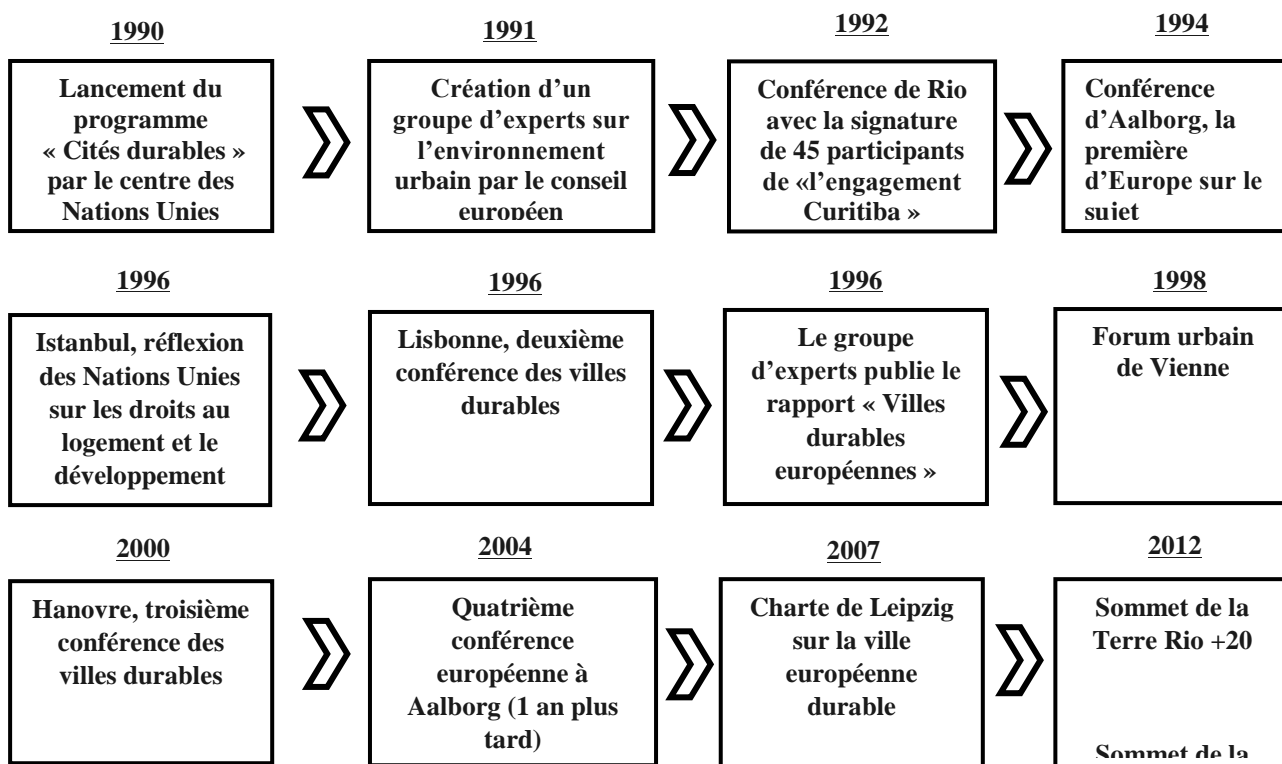 1990
Lancement du
programme
« Cités durables »
par le centre des
Nations Unies
1991
Création d’un
groupe d’experts sur
l’environnement
urbain par le conseil
européen
1992
Conférence de Rio
avec la signature
de 45 participants
de «l’engagement
Curitiba »
1994
Conférence
d’Aalborg, la
première
d’Europe sur le
sujet
1996
Istanbul, réflexion
des Nations Unies
sur les droits au
logement et le
développement
1996
Lisbonne, deuxième
conférence des villes
durables
1996
Le groupe
d’experts publie le
rapport « Villes
durables
européennes »
1998
Forum urbain
de Vienne
2000
Hanovre, troisième
conférence des
villes durables
2004
Quatrième
conférence
européenne à
Aalborg (1 an plus
tard)
2007
Charte de Leipzig
sur la ville
européenne
durable
2012
Sommet de la
Terre Rio +20
Sommet de la